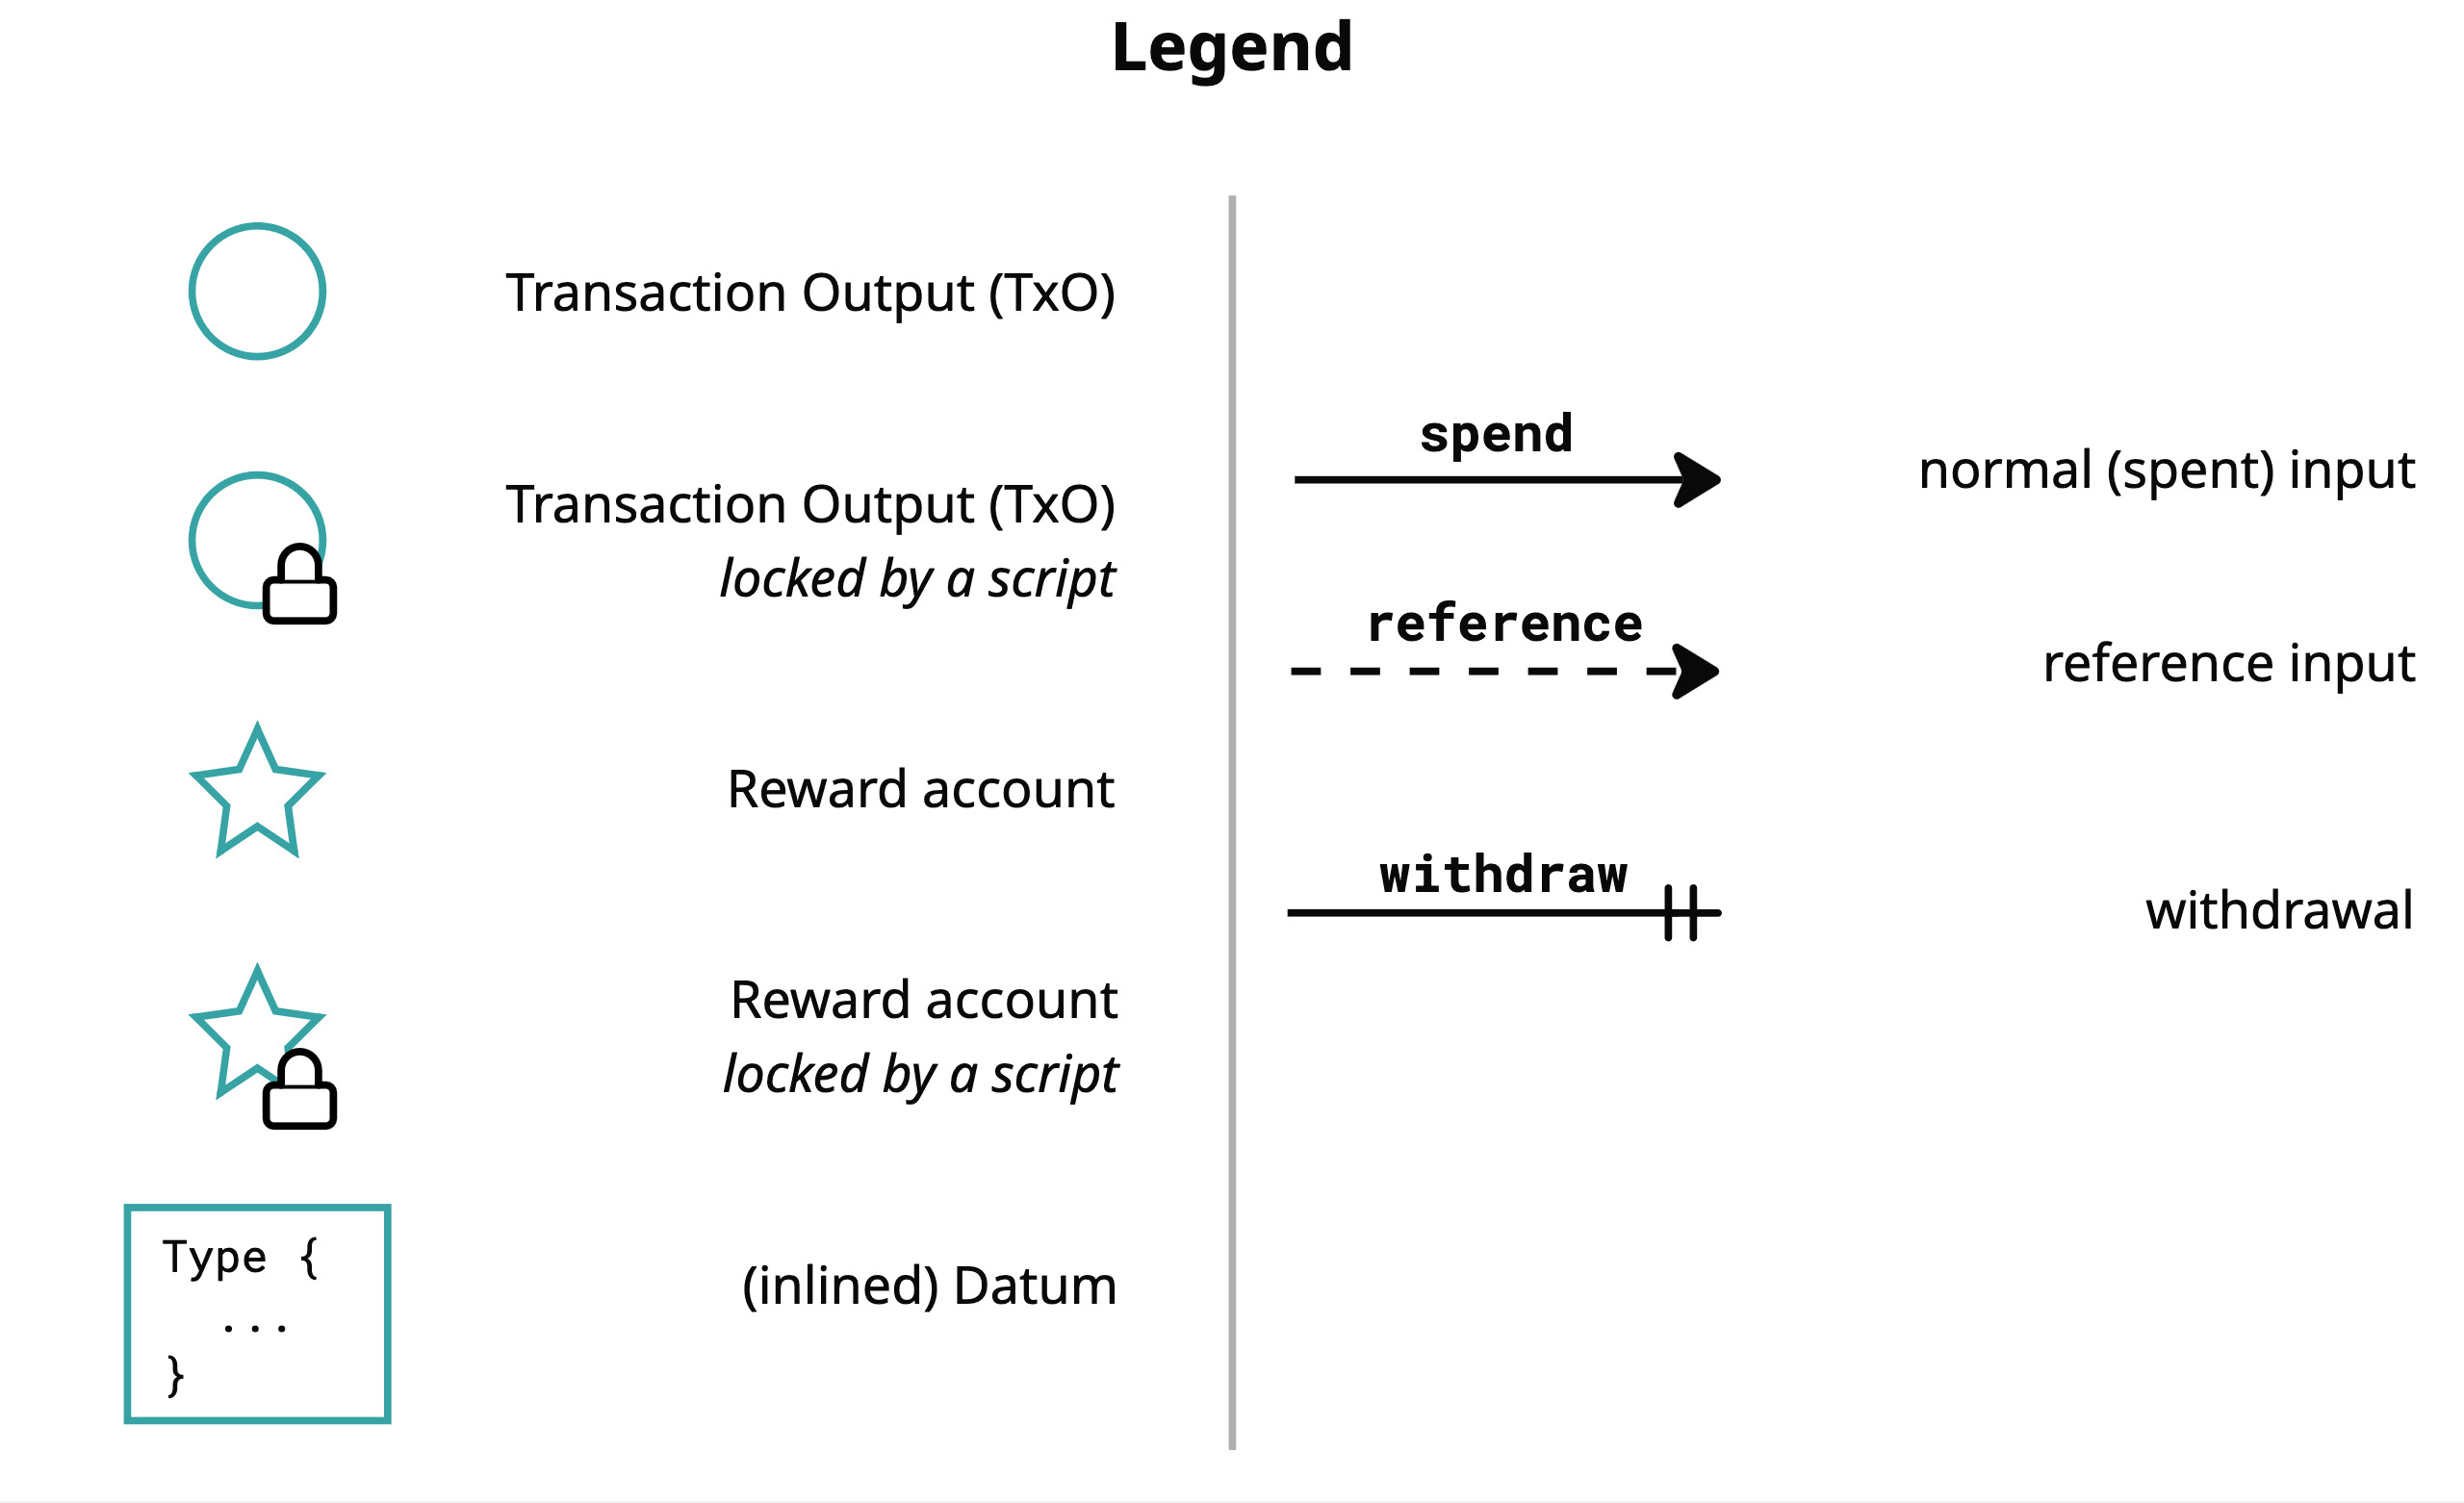 Legend
Transaction Output (TxO)
Transaction Output (TxO)
locked by a script
Reward account
Reward account
locked by a script
Type {
...
}
(inlined) Datum
spend
normal (spent) input
reference
reference input
withdraw
withdrawal